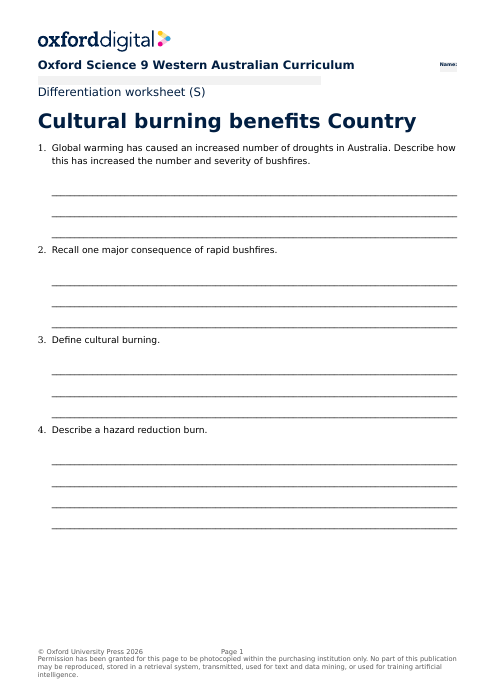 oxforddigital
Oxford Science 9 Western Australian Curriculum
Name:
Differentiation worksheet (S)
Cultural burning benefits Country
1. Global warming has caused an increased number of droughts in Australia. Describe how
this has increased the number and severity of bushfires.
2. Recall one major consequence of rapid bushfires.
3. Define cultural burning.
4. Describe a hazard reduction burn.
© Oxford University Press 2026 Page 1
Permission has been granted for this page to be photocopied within the purchasing institution only. No part of this publication
may be reproduced, stored in a retrieval system, transmitted, used for text and data mining, or used for training artificial
intelligence.